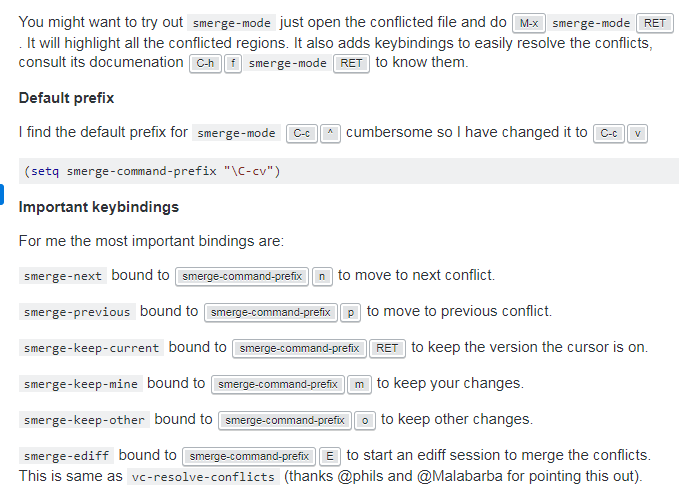 You might want to try out smerge-mode just open the conflicted file and do M-x smerge-mode RET
. It will highlight all the conflicted regions. It also adds keybindings to easily resolve the conflicts,
consult its documenation C-h f smerge-mode RET to know them.
Default prefix
I find the default prefix for smerge-mode C-c ^ cumbersome so I have changed it to C-c v
(setq smerge-command-prefix "\C-cv")
Important keybindings
For me the most important bindings are:
smerge-next bound to smerge-command-prefix n to move to next conflict.
smerge-previous bound to smerge-command-prefix p to move to previous conflict.
smerge-keep-current bound to smerge-command-prefix RET to keep the version the cursor is on.
smerge-keep-mine bound to smerge-command-prefix m to keep your changes.
smerge-keep-other bound to smerge-command-prefix o to keep other changes.
smerge-ediff bound to smerge-command-prefix E to start an ediff session to merge the conflicts.
This is same as vc-resolve-conflicts (thanks @phils and @Malabarba for pointing this out).